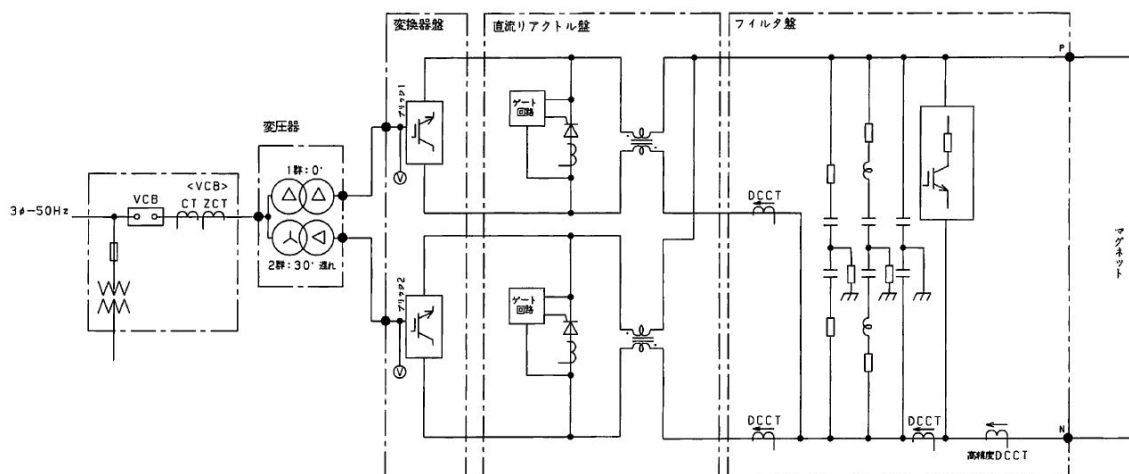 変換器盤
直流リアクトル盤
フィルタ盤
P
ブリッジ1
ゲート
回路
変圧器
1群:0°
<VCB>
VCB
CT ZCT
3φ-50Hz
V
DCCT
2群:30°遅れ
ブリッジ2
ゲート
回路
マグネット
V
DCCT
DCCT
高精度DCCT
N